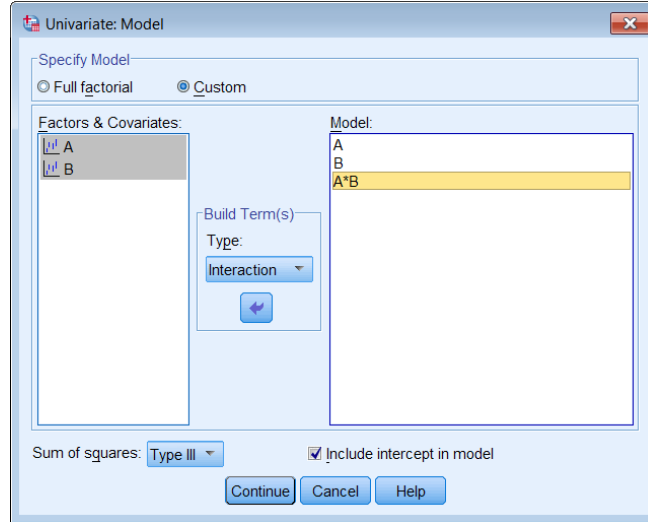 Univariate: Model
Specify Model
Full factorial
Custom
Factors & Covariates:
A
B
Build Term(s)
Type:
Interaction
Model:
A
B
A*B
Sum of squares: Type III
Include intercept in model
Continue Cancel Help